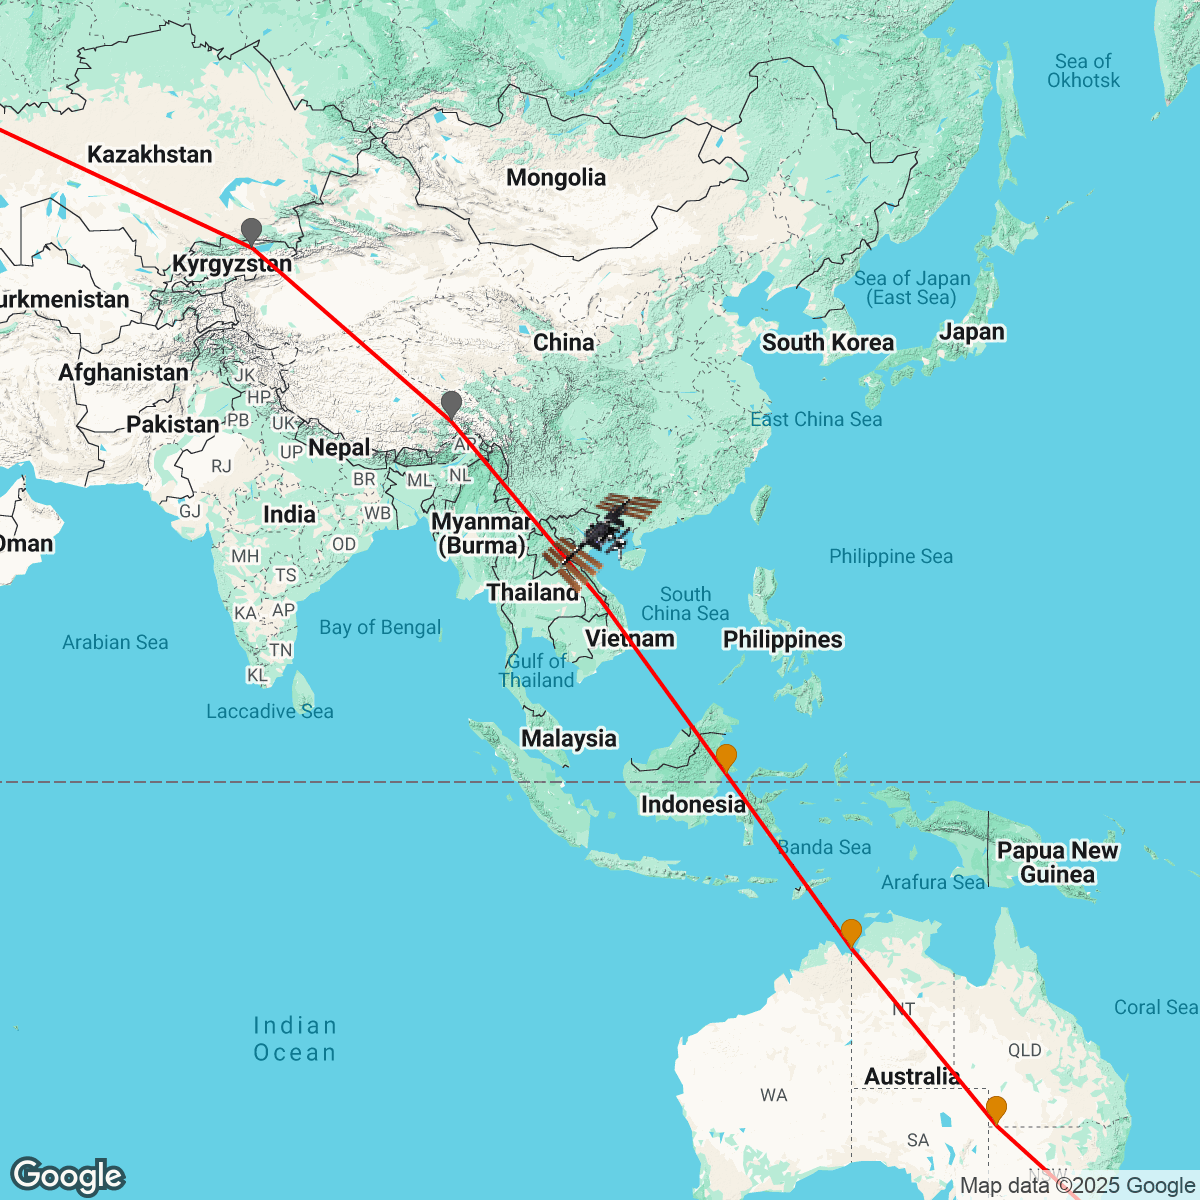 Sea of
Okhotsk
Kazakhstan
Mongolia
Kyrgyzstan
Sea of Japan
(East Sea)
urkmenistan
Japan
China
South Korea
Afghanistan
JK
HP
East China Sea
Pakistan
PB
UK
AR
Nepal
UP
RJ
BR
ML
NL
GJ
India
WB
Myanmar
(Burma)
Oman
OD
MH
Philippine Sea
TS
Thailand
South
China Sea
KA
AP
Bay of Bengal
Arabian Sea
Vietnam
Philippines
TN
Gulf of
Thailand
KL
Laccadive Sea
Malaysia
Indonesia
Banda Sea
Papua New
Guinea
Arafura Sea
NT
Coral Sea
Indian
Ocean
QLD
Australia
WA
SA
NSW
Google
Map data ©2025 Google